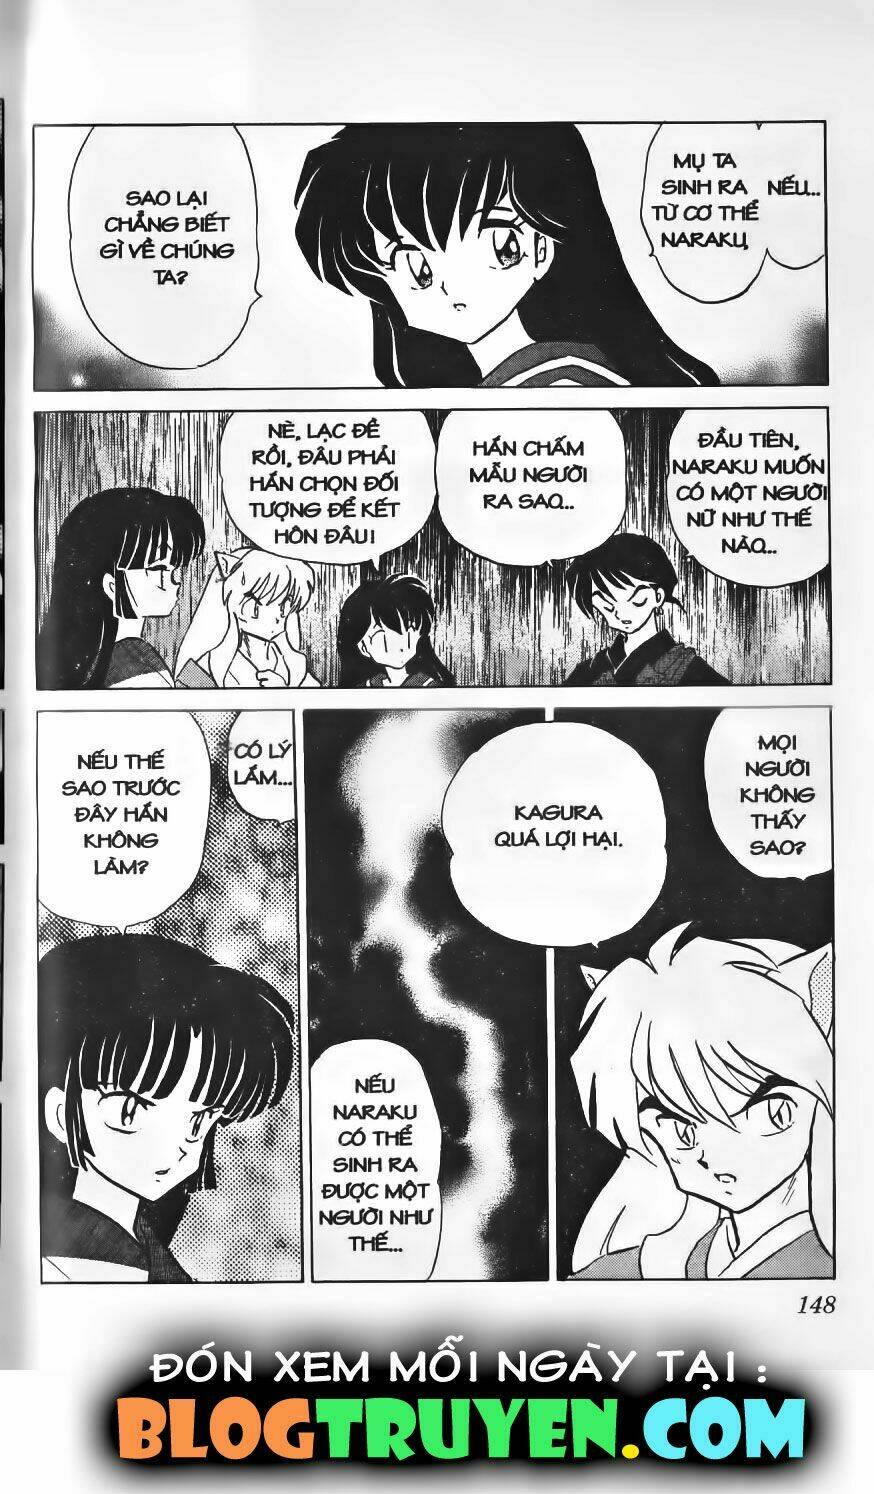 NẾU...
MỤ TA
SINH RA
TỪ CƠ THỂ
NARAKU,
SAO LẠI
CHẲNG BIẾT
GÌ VỀ CHÚNG
TA?
ĐẦU TIÊN,
NARAKU MUỐN
CÓ MỘT NGƯỜI
NỮ NHƯ THẾ
NÀO...
HẮN CHẤM
MẪU NGƯỜI
RA SAO...
NÈ, LẠC ĐỀ
RỒI, ĐÂU PHẢI
HẮN CHỌN ĐỐI
TƯỢNG ĐỂ KẾT
HÔN ĐÂU!
MỌI
NGƯỜI
KHÔNG
THẤY
SAO?
KAGURA
QUÁ LỢI HẠI.
NẾU
NARAKU
CÓ THỂ
SINH RA
ĐƯỢC MỘT
NGƯỜI NHƯ
THẾ...
CÓ LÝ
LẮM...
NẾU THẾ
SAO TRƯỚC
ĐÂY HẮN
KHÔNG
LÀM?
148
ĐÓN XEM MỖI NGÀY TẠI :
BLOGTRUYEN.COM